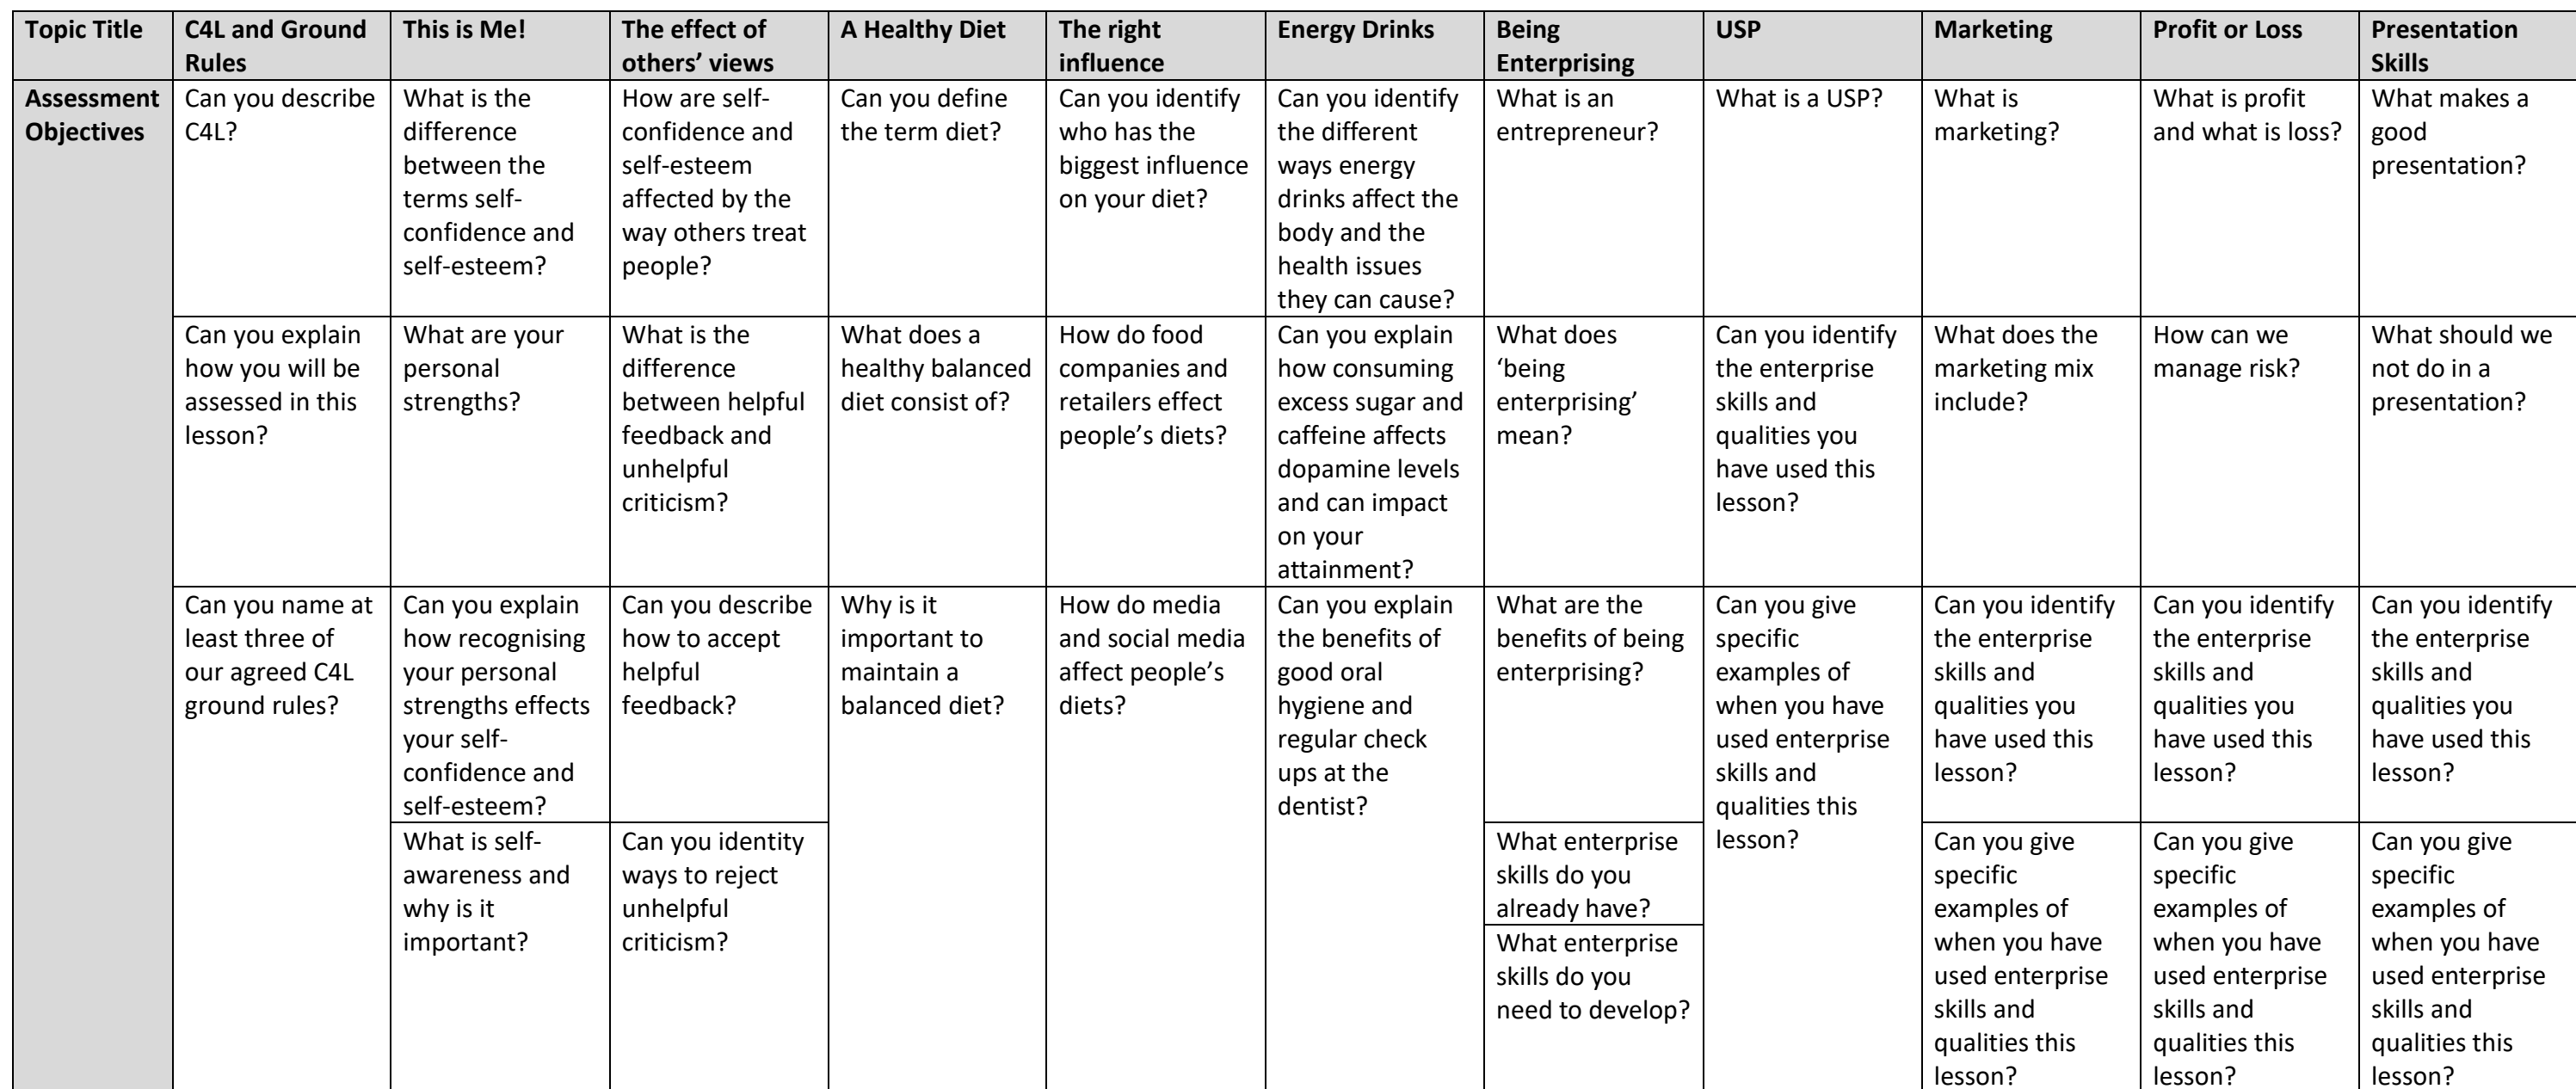 Topic Title
C4L and Ground
Rules
This is Me!
The effect of
others’ views
A Healthy Diet
The right
influence
Energy Drinks
Being
Enterprising
USP
Marketing
Profit or Loss
Presentation
Skills
Assessment
Objectives
Can you describe
C4L?
What is the
difference
between the
terms self-
confidence and
self-esteem?
How are self-
confidence and
self-esteem
affected by the
way others treat
people?
Can you define
the term diet?
Can you identify
who has the
biggest influence
on your diet?
Can you identify
the different
ways energy
drinks affect the
body and the
health issues
they can cause?
What is an
entrepreneur?
What is a USP?
What is
marketing?
What is profit
and what is loss?
What makes a
good
presentation?
Can you explain
how you will be
assessed in this
lesson?
What are your
personal
strengths?
What is the
difference
between helpful
feedback and
unhelpful
criticism?
What does a
healthy balanced
diet consist of?
How do food
companies and
retailers effect
people’s diets?
Can you explain
how consuming
excess sugar and
caffeine affects
dopamine levels
and can impact
on your
attainment?
What does
‘being
enterprising’
mean?
Can you identify
the enterprise
skills and
qualities you
have used this
lesson?
What does the
marketing mix
include?
How can we
manage risk?
What should we
not do in a
presentation?
Can you name at
least three of
our agreed C4L
ground rules?
Can you explain
how recognising
your personal
strengths effects
your self-
confidence and
self-esteem?
Can you describe
how to accept
helpful
feedback?
Why is it
important to
maintain a
balanced diet?
How do media
and social media
affect people’s
diets?
Can you explain
the benefits of
good oral
hygiene and
regular check
ups at the
dentist?
What are the
benefits of being
enterprising?
Can you give
specific
examples of
when you have
used enterprise
skills and
qualities this
lesson?
Can you identify
the enterprise
skills and
qualities you
have used this
lesson?
Can you identify
the enterprise
skills and
qualities you
have used this
lesson?
Can you identify
the enterprise
skills and
qualities you
have used this
lesson?
What is self-
awareness and
why is it
important?
Can you identity
ways to reject
unhelpful
criticism?
What enterprise
skills do you
already have?
Can you give
specific
examples of
when you have
used enterprise
skills and
qualities this
lesson?
Can you give
specific
examples of
when you have
used enterprise
skills and
qualities this
lesson?
Can you give
specific
examples of
when you have
used enterprise
skills and
qualities this
lesson?
What enterprise
skills do you
need to develop?